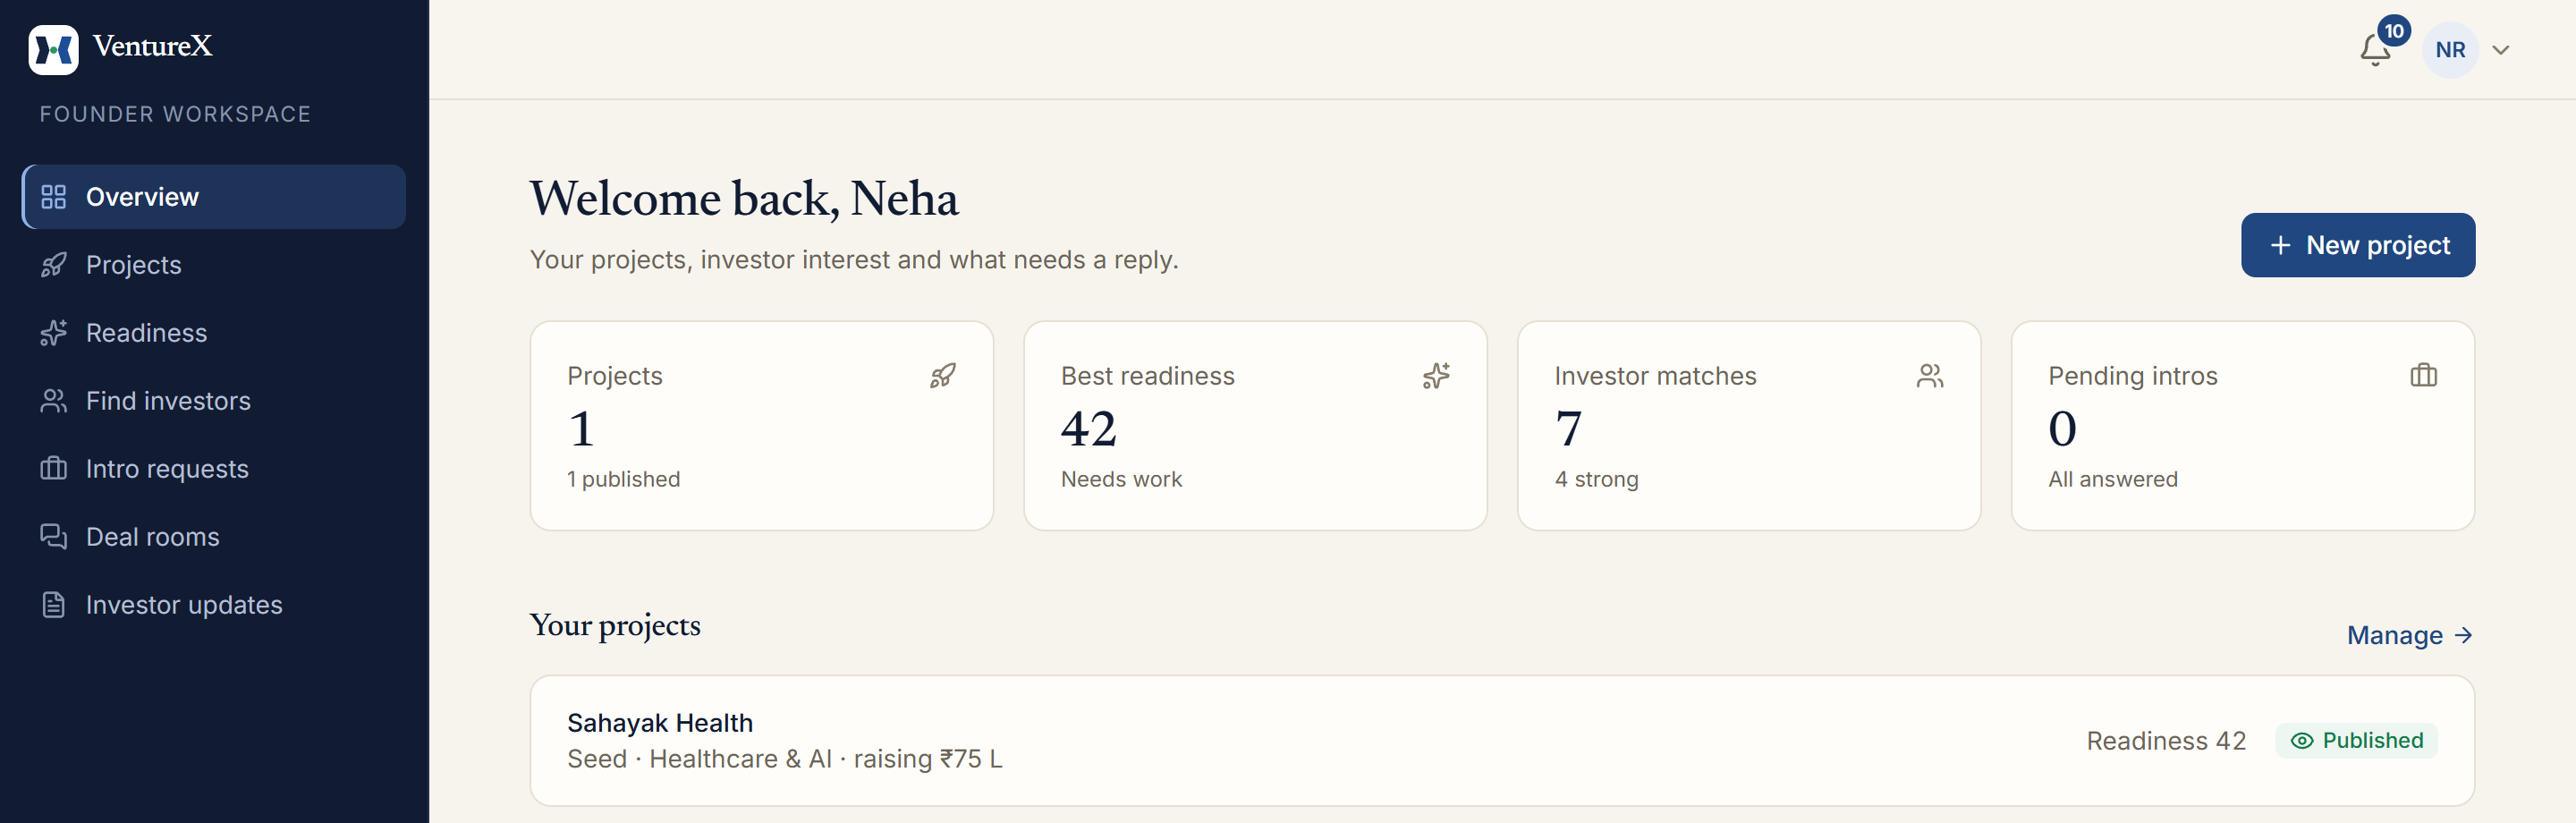 VentureX
FOUNDER WORKSPACE
Overview
Projects
Readiness
Find investors
Intro requests
Deal rooms
Investor updates
10
NR
Welcome back, Neha
Your projects, investor interest and what needs a reply.
New project
Projects
1
1 published
Best readiness
42
Needs work
Investor matches
7
4 strong
Pending intros
0
All answered
Your projects
Manage →
Sahayak Health
Seed · Healthcare & AI · raising ₹75 L
Readiness 42
Published